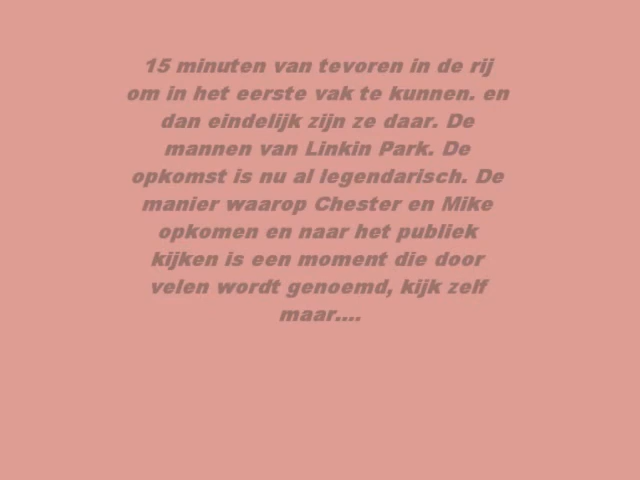 15 minuten van tevoren in de rij
om in het eerste vak te kunnen. en
dan eindelijk zijn ze daar. De
mannen van Linkin Park. De
opkomst is nu al legendarisch. De
manier waarop Chester en Mike
opkomen en naar het publiek
kijken is een moment die door
velen wordt genoemd, kijk zelf
maar....